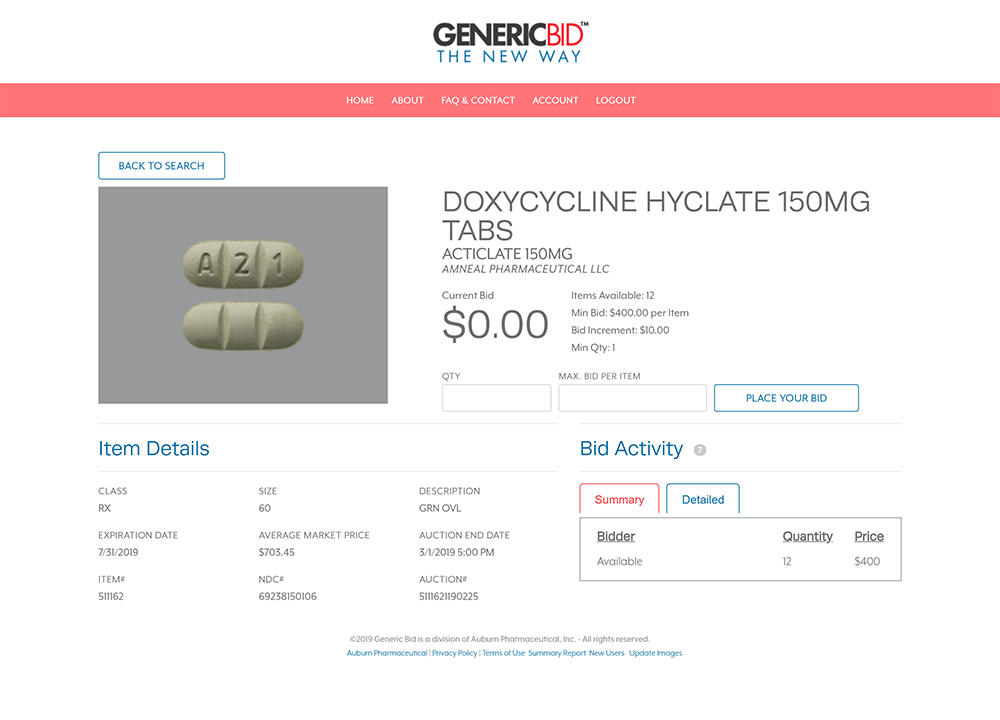 GENERICBID™
THE NEW WAY
HOME ABOUT FAQ & CONTACT ACCOUNT LOGOUT
BACK TO SEARCH
A 2 1
DOXYCYCLINE HYCLATE 150MG
TABS
ACTICLATE 150MG
AMNEAL PHARMACEUTICAL LLC
Current Bid
$0.00
Items Available: 12
Min Bid: $400.00 per Item
Bid Increment: $10.00
Min Qty: 1
QTY
MAX. BID PER ITEM
PLACE YOUR BID
Item Details
CLASS SIZE DESCRIPTION
RX 60 GRN OVL
EXPIRATION DATE AVERAGE MARKET PRICE AUCTION END DATE
7/31/2019 $703.45 3/1/2019 5:00 PM
ITEM# NDC# AUCTION#
511162 69238150106 5111621190225
Bid Activity ?
Summary Detailed
Bidder Quantity Price
Available 12 $400
©2019 Generic Bid is a division of Auburn Pharmaceutical, Inc. - All rights reserved.
Auburn Pharmaceutical | Privacy Policy | Terms of Use Summary Report New Users Update Images